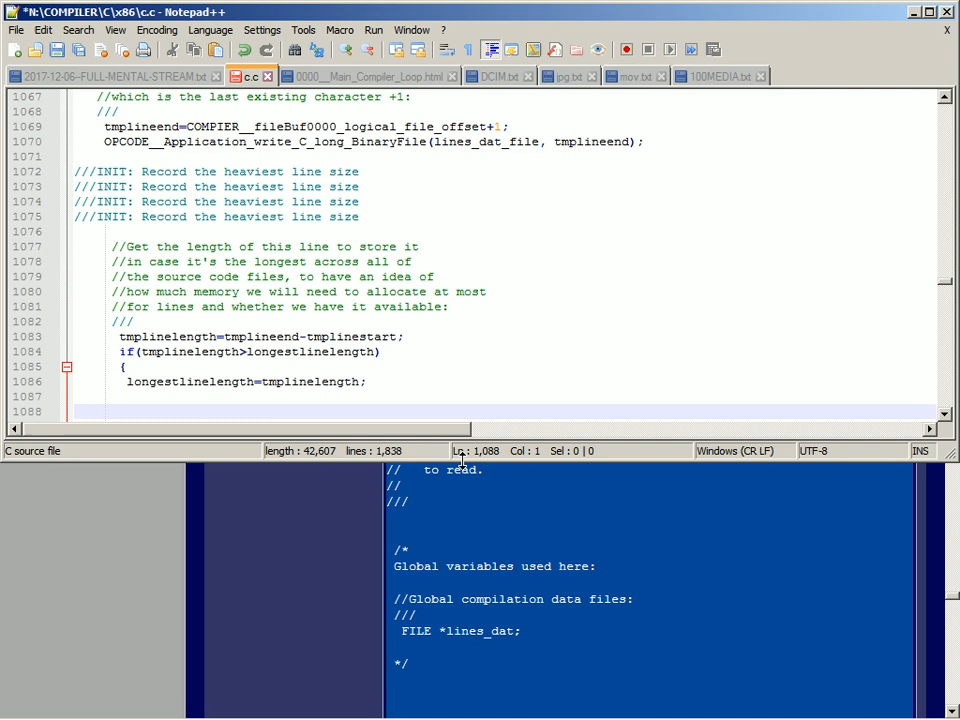 *N:\COMPILER\C\x86\c.c - Notepad++
File Edit Search View Encoding Language Settings Tools Macro Run Window ? X
2017-12-06--FULL-MENTAL-STREAM.txt c.c 0000__Main_Compiler_Loop.html DCIM.txt jpg.txt mov.txt 100MEDIA.txt
1067 //which is the last existing character +1:
1068 ///
1069 tmplineend=COMPIER__fileBuf0000_logical_file_offset+1;
1070 OPCODE__Application_write_C_long_BinaryFile(lines_dat_file, tmplineend);
1071
1072 ///INIT: Record the heaviest line size
1073 ///INIT: Record the heaviest line size
1074 ///INIT: Record the heaviest line size
1075 ///INIT: Record the heaviest line size
1076
1077 //Get the length of this line to store it
1078 //in case it's the longest across all of
1079 //the source code files, to have an idea of
1080 //how much memory we will need to allocate at most
1081 //for lines and whether we have it available:
1082 ///
1083 tmplinelength=tmplineend-tmplinestart;
1084 if(tmplinelength>longestlinelength)
1085 {
1086 longestlinelength=tmplinelength;
1087
1088
C source file length : 42,607 lines : 1,838 Ln : 1,088 Col : 1 Sel : 0 | 0 Windows (CR LF) UTF-8 INS
// to read.
//
///
/*
Global variables used here:
//Global compilation data files:
///
FILE *lines_dat;
*/